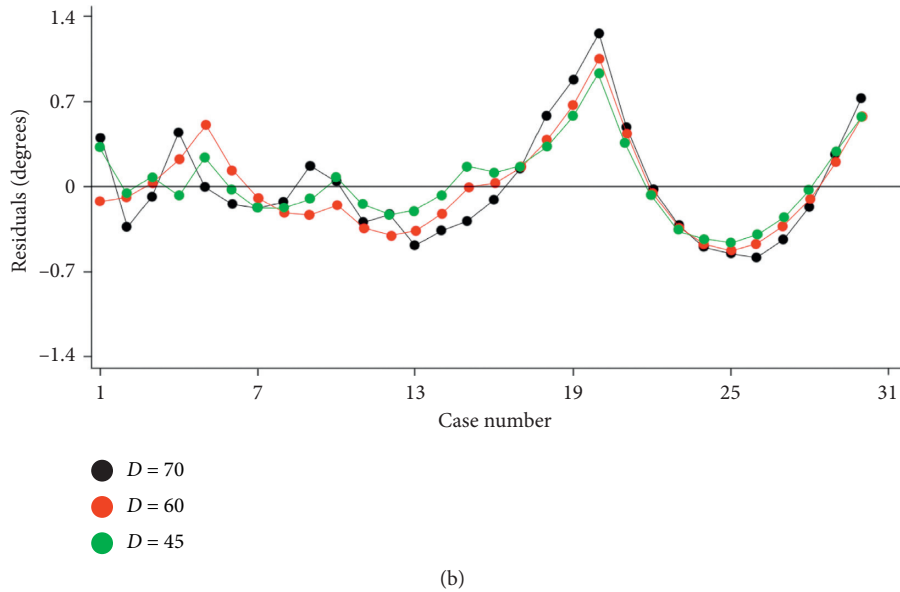 1.4
0.7
0
−0.7
−1.4
Residuals (degrees)
1 7 13 19 25 31
Case number
D = 70
D = 60
D = 45
(b)